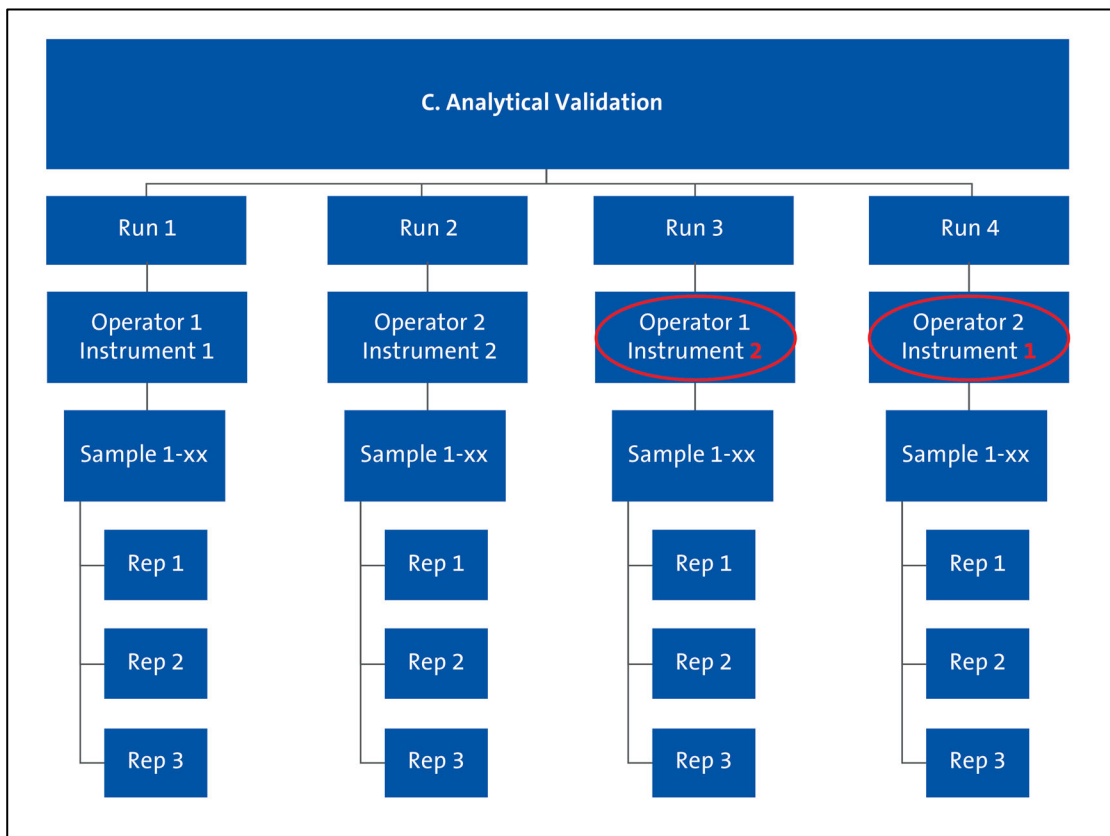 C. Analytical Validation
Run 1
Run 2
Run 3
Run 4
Operator 1
Instrument 1
Operator 2
Instrument 2
Operator 1
Instrument 2
Operator 2
Instrument 1
Sample 1-xx
Sample 1-xx
Sample 1-xx
Sample 1-xx
Rep 1
Rep 1
Rep 1
Rep 1
Rep 2
Rep 2
Rep 2
Rep 2
Rep 3
Rep 3
Rep 3
Rep 3